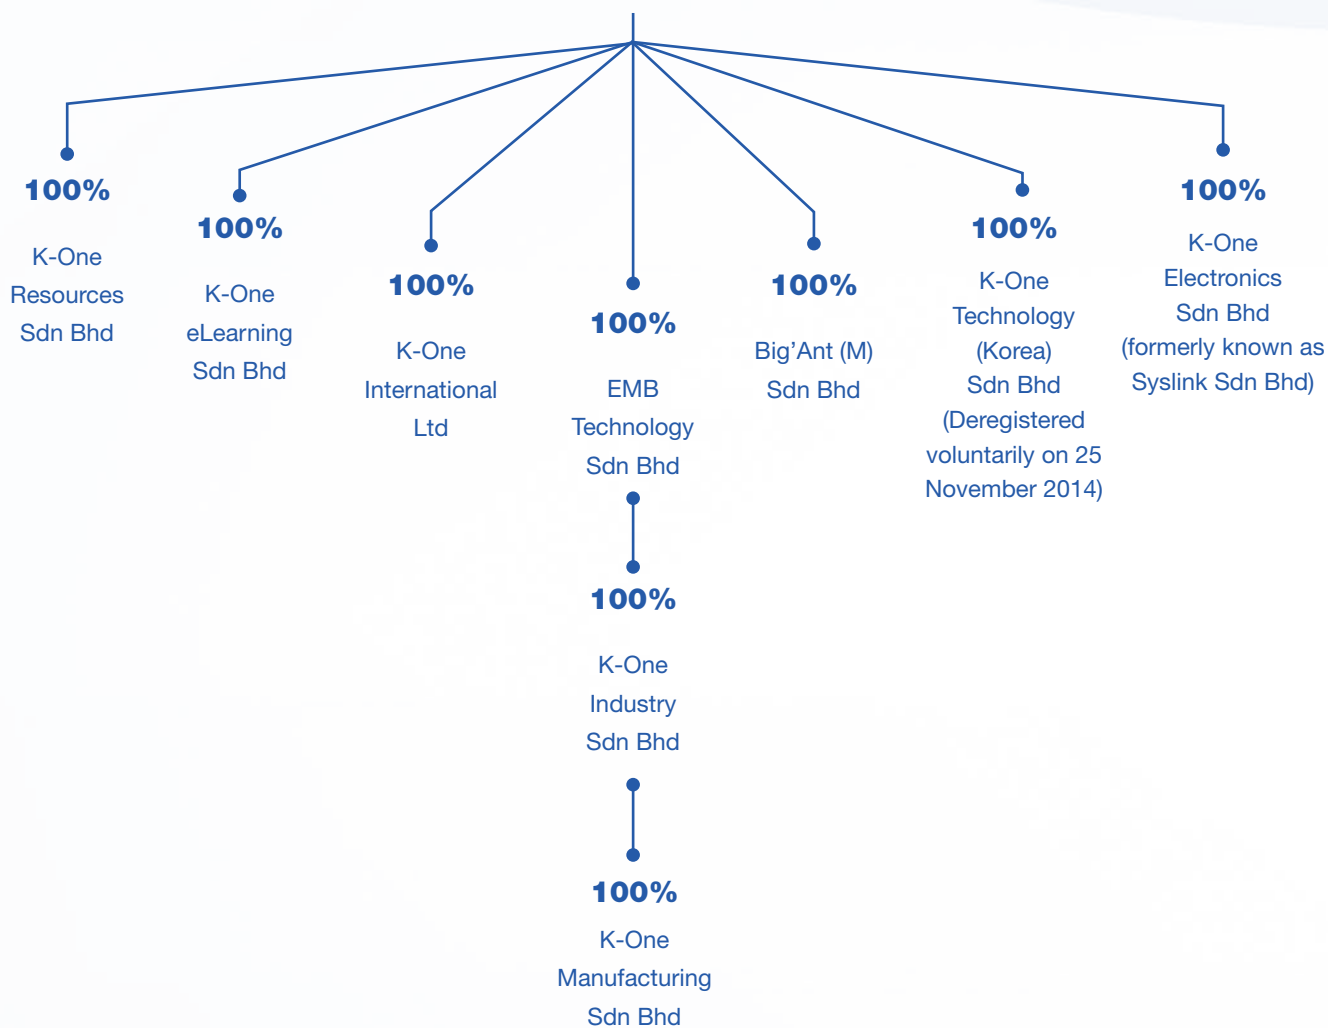 100%
K-One
Resources
Sdn Bhd
100%
K-One
eLearning
Sdn Bhd
100%
K-One
International
Ltd
100%
EMB
Technology
Sdn Bhd
100%
K-One
Industry
Sdn Bhd
100%
K-One
Manufacturing
Sdn Bhd
100%
Big’Ant (M)
Sdn Bhd
100%
K-One
Technology
(Korea)
Sdn Bhd
(Deregistered
voluntarily on 25
November 2014)
100%
K-One
Electronics
Sdn Bhd
(formerly known as
Syslink Sdn Bhd)